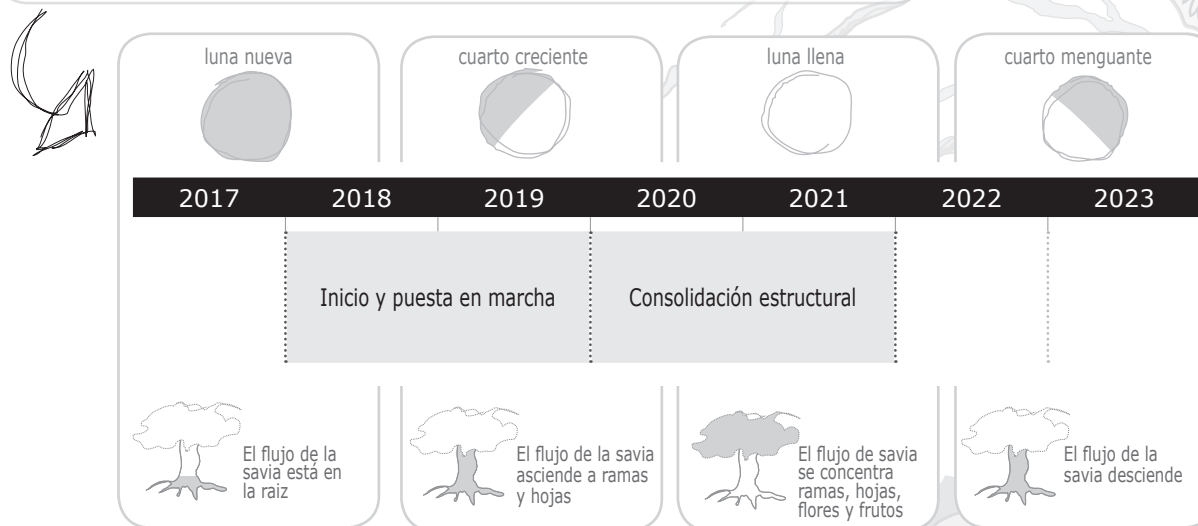 luna nueva
cuarto creciente
luna llena
cuarto menguante
2017 2018 2019 2020 2021 2022 2023
Inicio y puesta en marcha
Consolidación estructural
El flujo de la
savia está en
la raiz
El flujo de la savia
asciende a ramas
y hojas
El flujo de savia
se concentra
ramas, hojas,
flores y frutos
El flujo de la
savia desciende